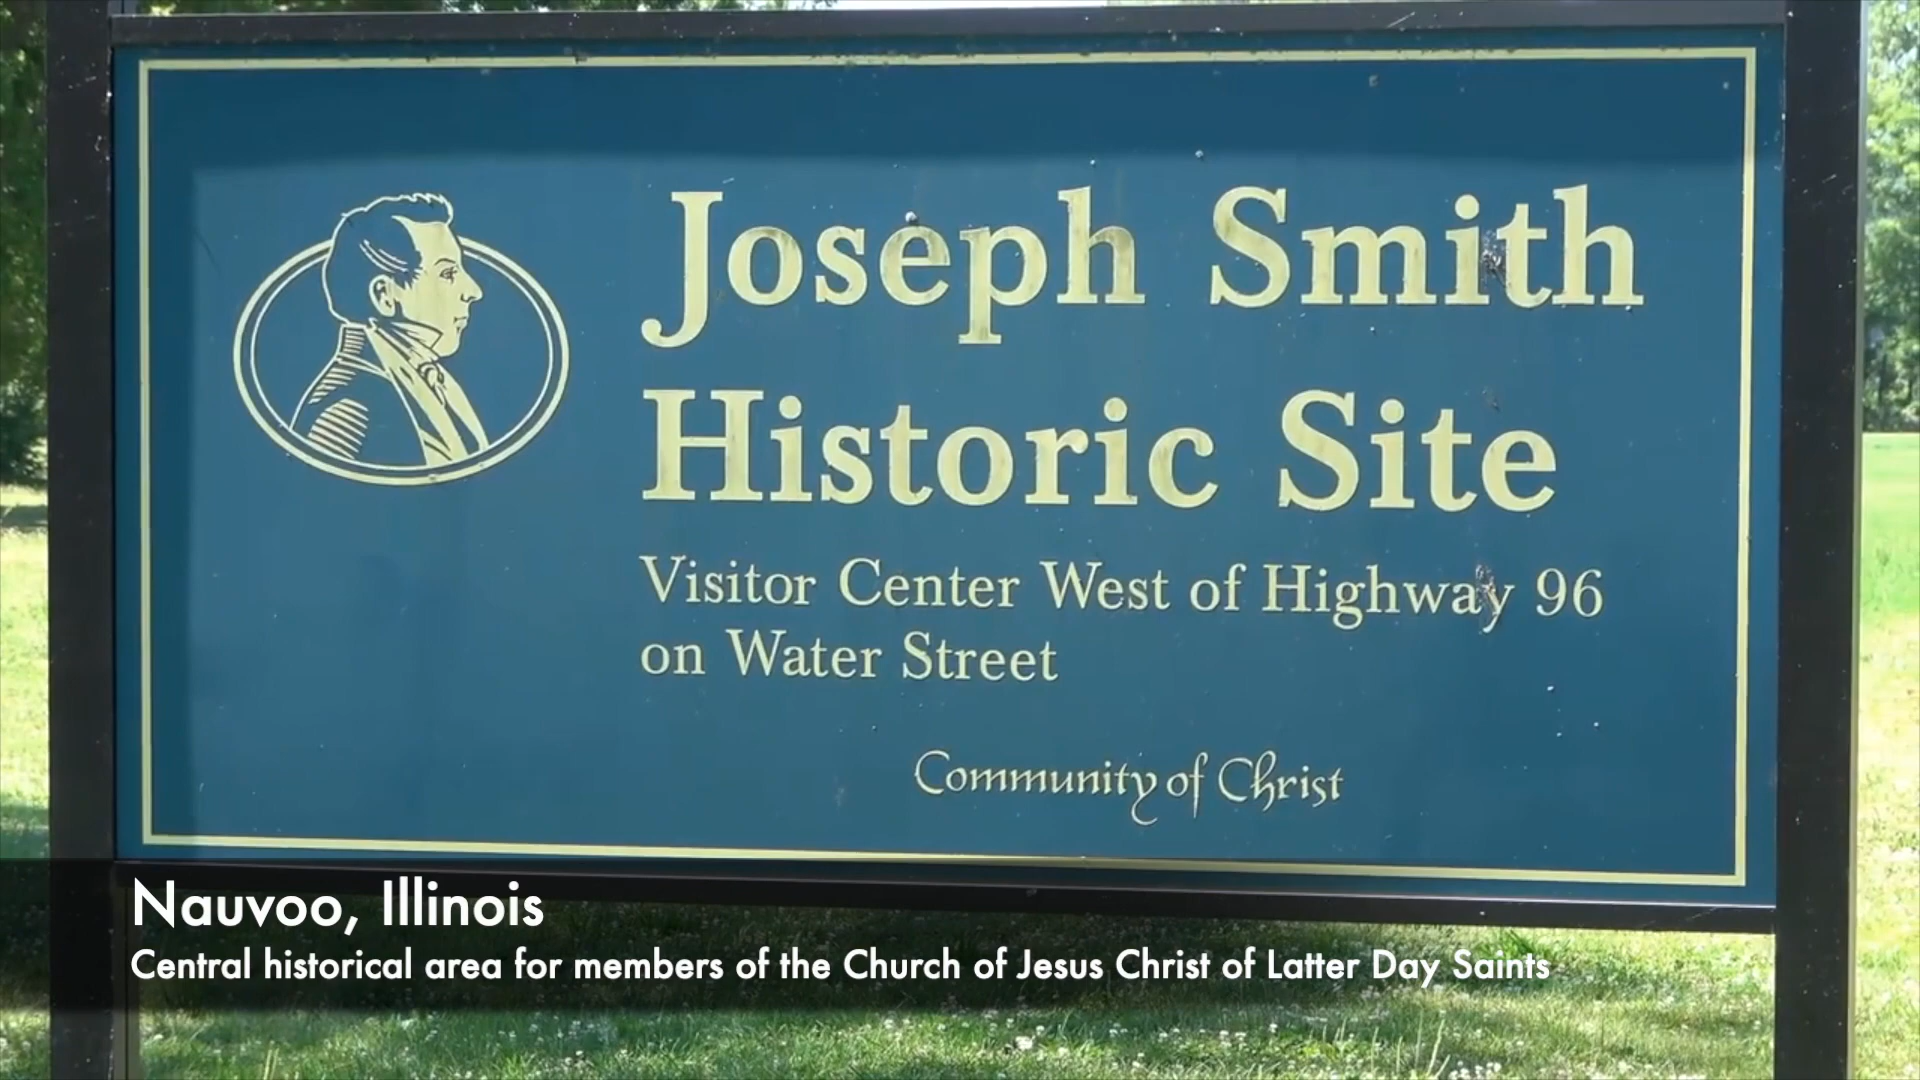 Joseph Smith
Historic Site
Visitor Center West of Highway 96
on Water Street
Community of Christ
Nauvoo, Illinois
Central historical area for members of the Church of Jesus Christ of Latter Day Saints